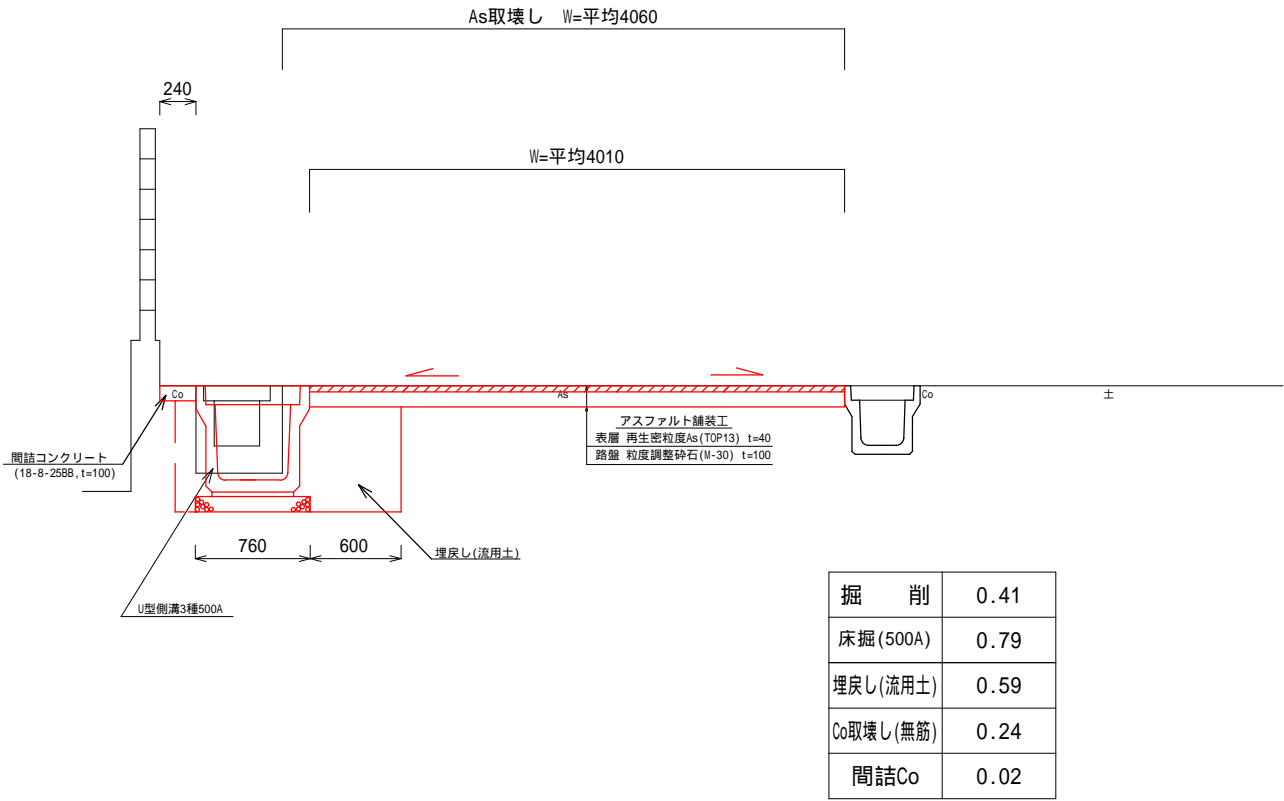 As取壊し W=平均4060
240
W=平均4010
Co
As
Co
土
アスファルト舗装工
表層 再生密粒度As(TOP13) t=40
路盤 粒度調整砕石(M-30) t=100
間詰コンクリート
(18-8-25BB,t=100)
760
600
埋戻し(流用土)
U型側溝3種500A
掘 削 0.41
床掘(500A) 0.79
埋戻し(流用土) 0.59
Co取壊し(無筋) 0.24
間詰Co 0.02